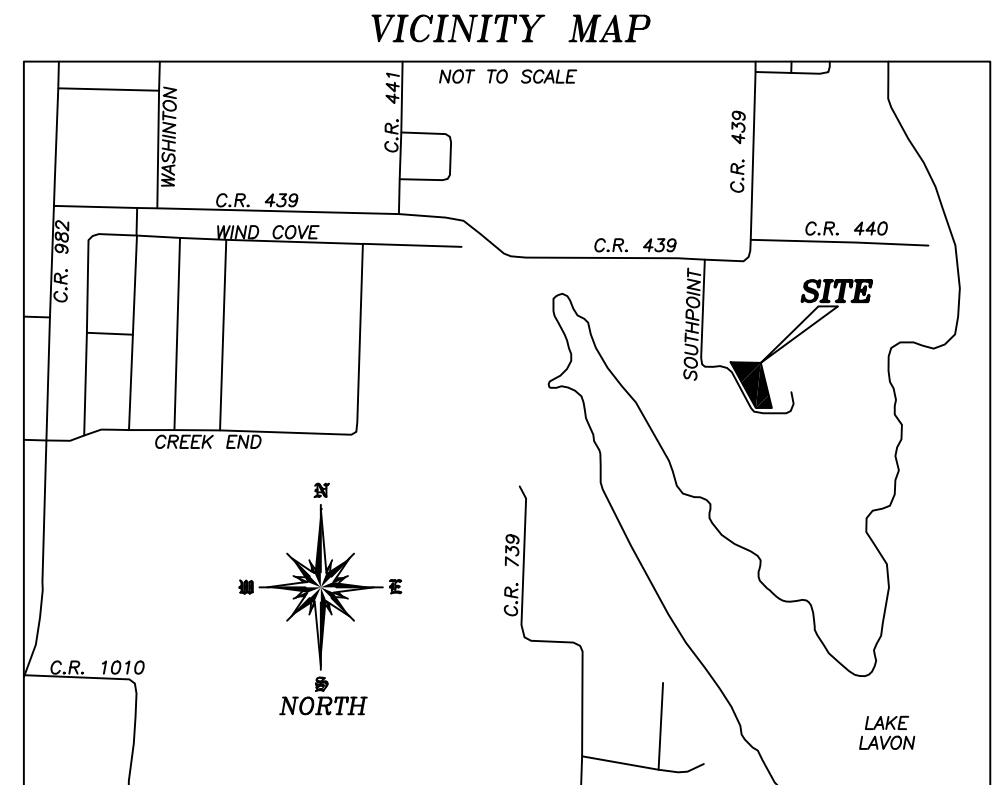 VICINITY MAP
NOT TO SCALE
WASHINTON
C.R. 441
C.R. 439
C.R. 439
WIND COVE
C.R. 982
C.R. 439
C.R. 440
SITE
SOUTHPOINT
CREEK END
N
W
E
S
NORTH
C.R. 739
C.R. 1010
LAKE
LAVON